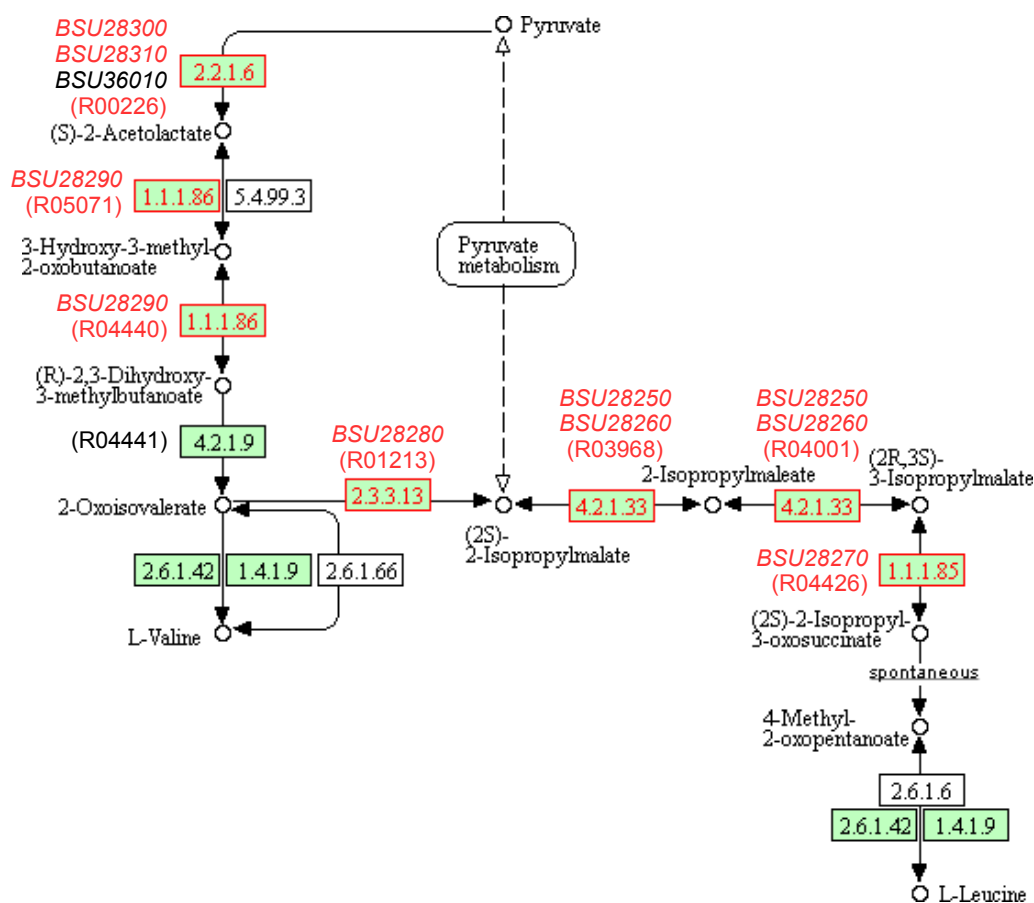 BSU28300
BSU28310
BSU36010
(R00226)
2.2.1.6
Pyruvate
(S)-2-Acetolactate
BSU28290
(R05071)
1.1.1.86
5.4.99.3
3-Hydroxy-3-methyl-
2-oxobutanoate
Pyruvate
metabolism
BSU28290
(R04440)
1.1.1.86
(R)-2,3-Dihydroxy-
3-methylbutanoate
(R04441)
4.2.1.9
BSU28280
(R01213)
2.3.3.13
2-Oxoisovalerate
(2S)-
2-Isopropylmalate
BSU28250
BSU28260
(R03968)
4.2.1.33
2-Isopropylmaleate
BSU28250
BSU28260
(R04001)
4.2.1.33
(2R,3S)-
3-Isopropylmalate
2.6.1.42
1.4.1.9
2.6.1.66
L-Valine
BSU28270
(R04426)
1.1.1.85
(2S)-2-Isopropyl-
3-oxosuccinate
spontaneous
4-Methyl-
2-oxopentanoate
2.6.1.6
2.6.1.42
1.4.1.9
L-Leucine